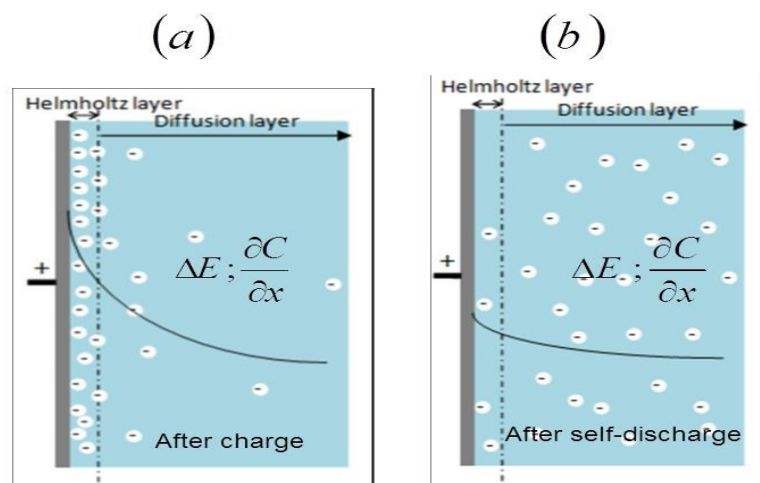 (a)
Helmholtz layer
Diffusion layer
+
ΔE ; ∂C/∂x
After charge
(b)
Helmholtz layer
Diffusion layer
+
ΔE ; ∂C/∂x
After self-discharge